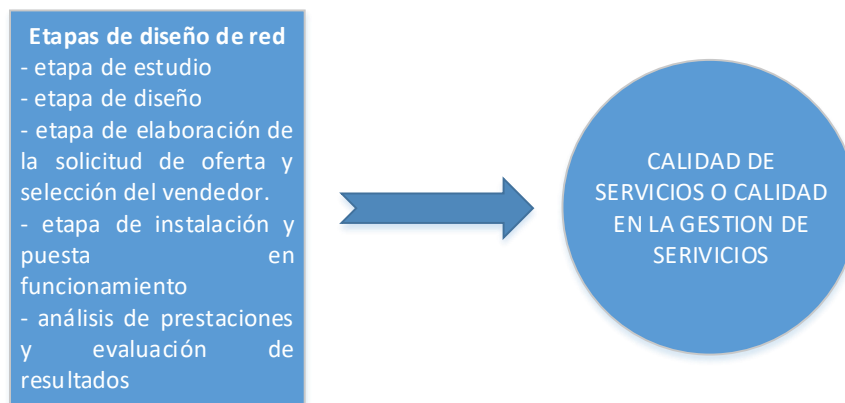 Etapas de diseño de red
- etapa de estudio
- etapa de diseño
- etapa de elaboración de
la solicitud de oferta y
selección del vendedor.
- etapa de instalación y
puesta en
funcionamiento
- análisis de prestaciones
y evaluación de
resultados
CALIDAD DE
SERVICIOS O CALIDAD
EN LA GESTION DE
SERIVICIOS